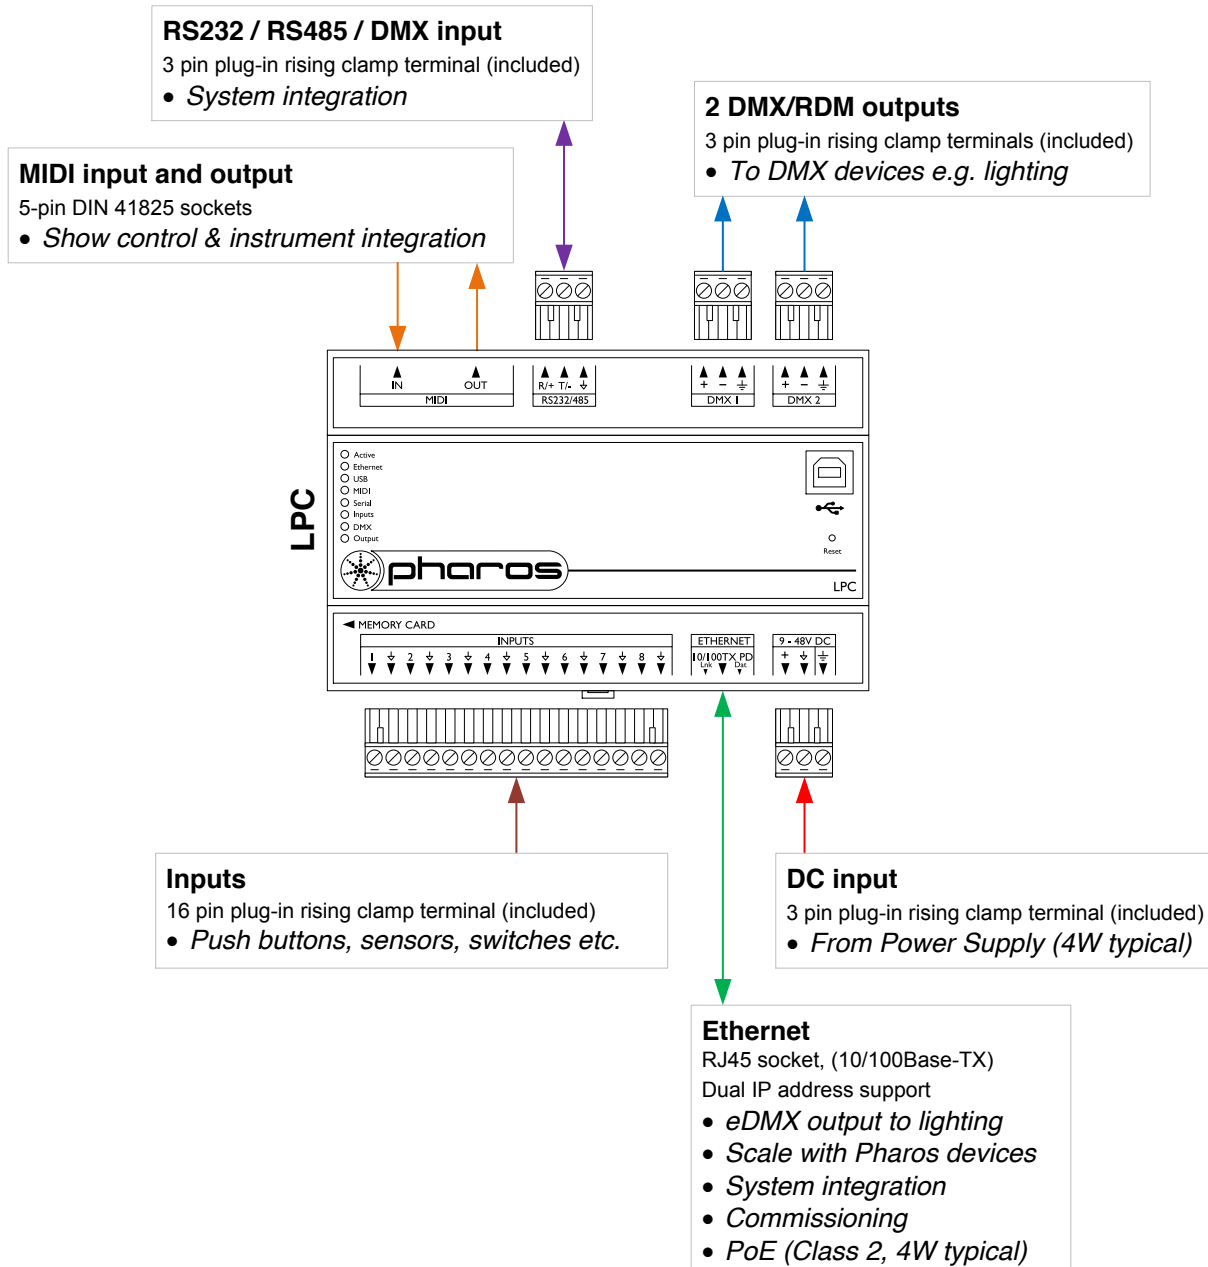 RS232 / RS485 / DMX input
3 pin plug-in rising clamp terminal (included)
• System integration
2 DMX/RDM outputs
3 pin plug-in rising clamp terminals (included)
• To DMX devices e.g. lighting
MIDI input and output
5-pin DIN 41825 sockets
• Show control & instrument integration
IN OUT
MIDI
R/+ T/-
RS232/485
+ −
DMX 1
+ −
DMX 2
LPC
Active
Ethernet
USB
MIDI
Serial
Inputs
DMX
Output
Reset
pharos
LPC
MEMORY CARD
INPUTS
1 2 3 4 5 6 7 8
ETHERNET
10/100TX PD
Lnk Dat
9 - 48V DC
+
Inputs
16 pin plug-in rising clamp terminal (included)
• Push buttons, sensors, switches etc.
DC input
3 pin plug-in rising clamp terminal (included)
• From Power Supply (4W typical)
Ethernet
RJ45 socket, (10/100Base-TX)
Dual IP address support
• eDMX output to lighting
• Scale with Pharos devices
• System integration
• Commissioning
• PoE (Class 2, 4W typical)